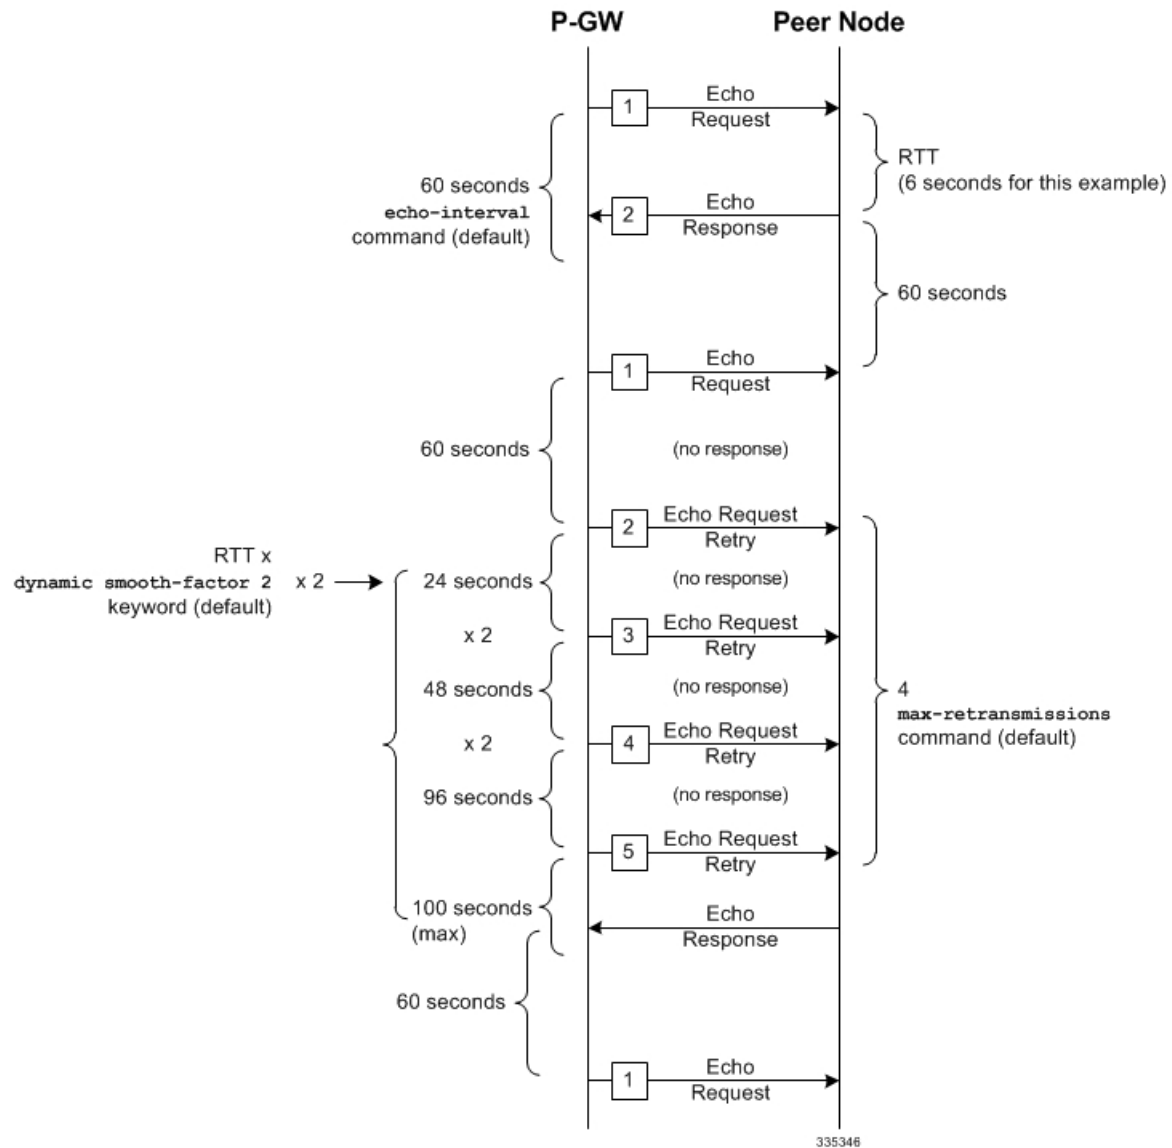 P-GW
Peer Node
1
Echo
Request
RTT
(6 seconds for this example)
60 seconds
echo-interval
command (default)
2
Echo
Response
60 seconds
1
Echo
Request
60 seconds
(no response)
2
Echo Request
Retry
RTT x
dynamic smooth-factor 2
keyword (default)
x 2
24 seconds
(no response)
x 2
3
Echo Request
Retry
48 seconds
(no response)
4
max-retransmissions
command (default)
x 2
4
Echo Request
Retry
96 seconds
(no response)
5
Echo Request
Retry
100 seconds
(max)
Echo
Response
60 seconds
1
Echo
Request
335346